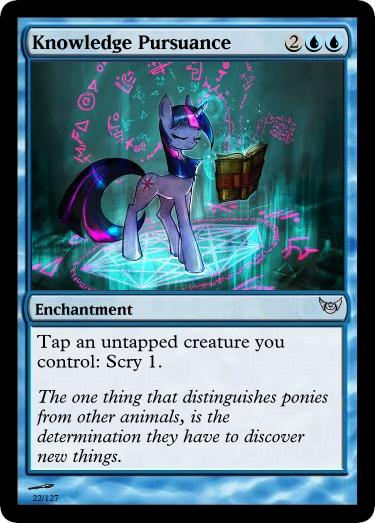 Knowledge Pursuance 2
Enchantment
Tap an untapped creature you
control: Scry 1.
The one thing that distinguishes ponies
from other animals, is the
determination they have to discover
new things.
22/127